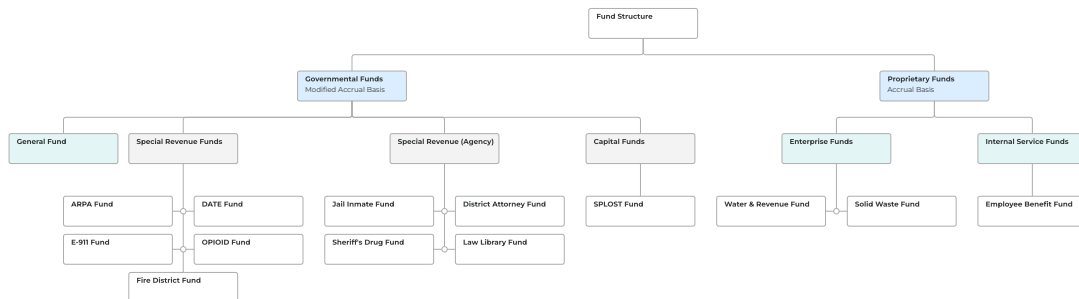 Fund Structure
Governmental Funds
Modified Accrual Basis
Proprietary Funds
Accrual Basis
General Fund
Special Revenue Funds
Special Revenue (Agency)
Capital Funds
Enterprise Funds
Internal Service Funds
ARPA Fund
DATE Fund
Jail Inmate Fund
District Attorney Fund
SPLOST Fund
Water & Revenue Fund
Solid Waste Fund
Employee Benefit Fund
E-911 Fund
OPIOID Fund
Sheriff's Drug Fund
Law Library Fund
Fire District Fund